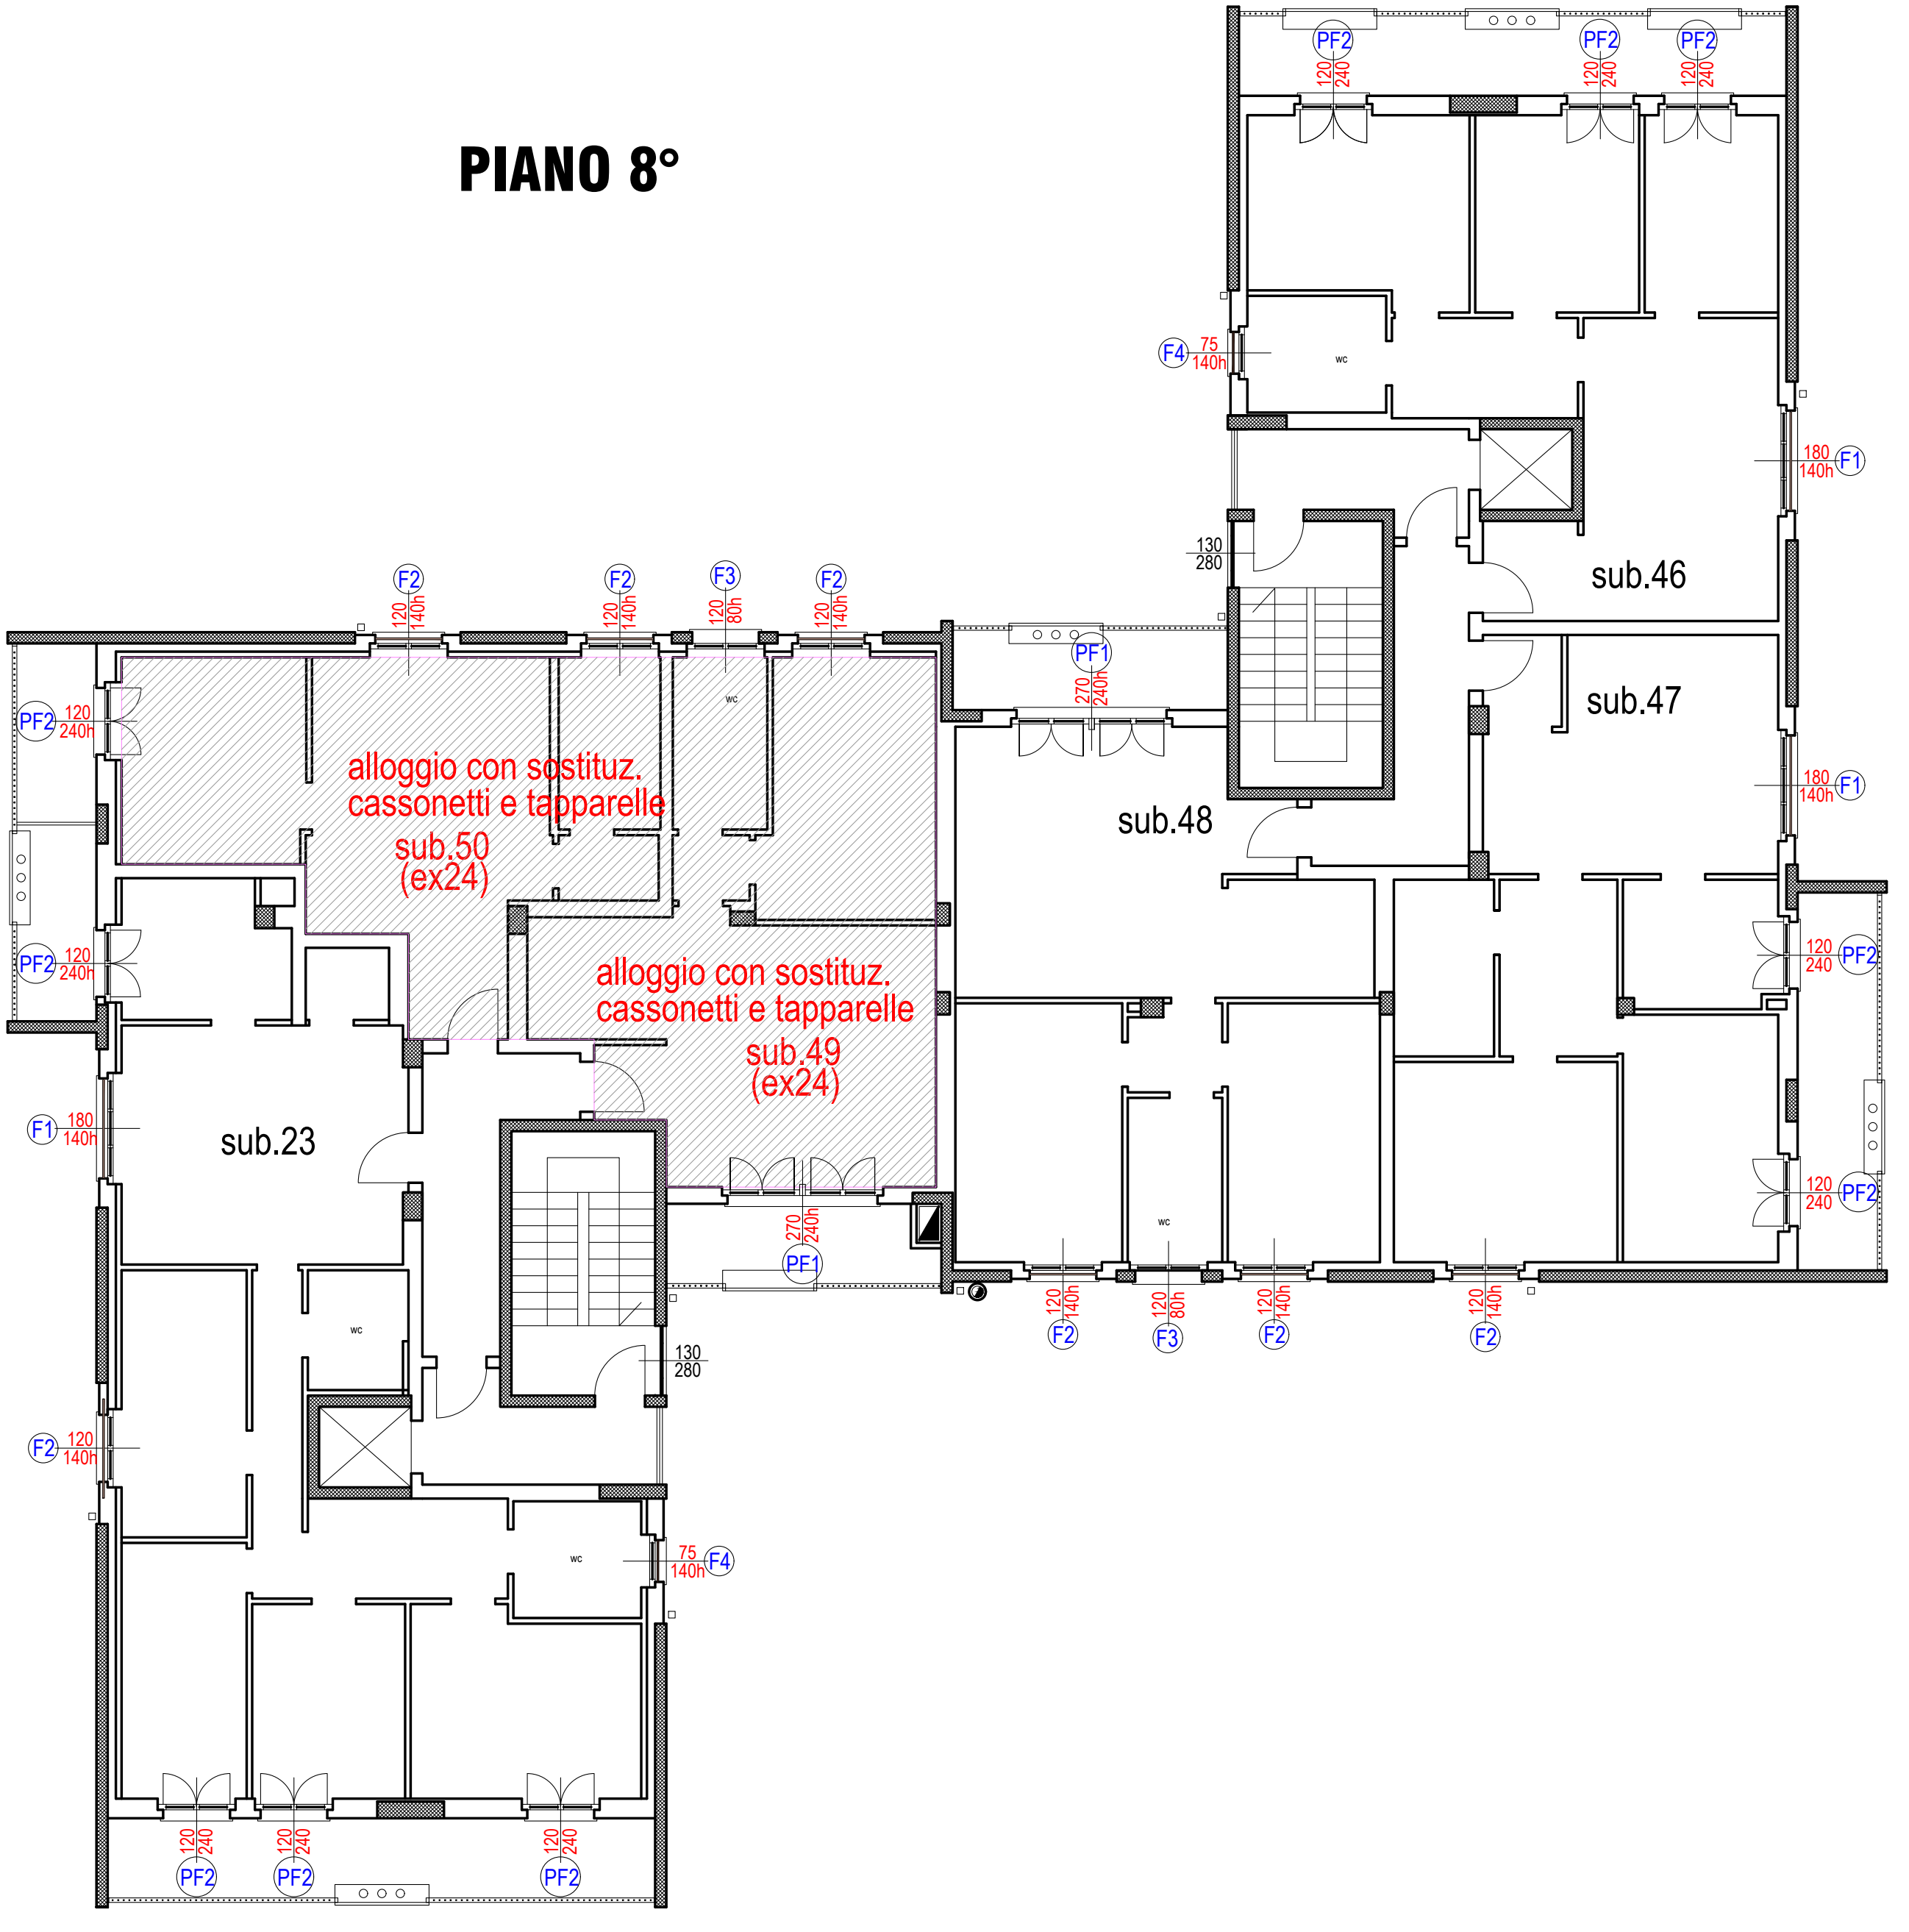 PF2
PF2
PF2
120
240
120
240
120
240
PIANO 8°
F4
75
140h
wc
180
140h
F1
130
280
sub.46
F2
F2
F3
F2
120
140h
120
140h
120
80h
120
140h
PF1
270
240h
sub.47
wc
PF2
120
240h
alloggio con sostituz.
cassonetti e tapparelle
sub.50
(ex24)
180
140h
F1
sub.48
PF2
120
240h
alloggio con sostituz.
cassonetti e tapparelle
sub.49
(ex24)
120
240
PF2
F1
180
140h
sub.23
120
240
PF2
wc
270
240h
PF1
120
140h
120
80h
120
140h
120
140h
F2
F3
F2
F2
wc
130
280
F2
120
140h
wc
75
140h
F4
120
240
120
240
120
240
PF2
PF2
PF2